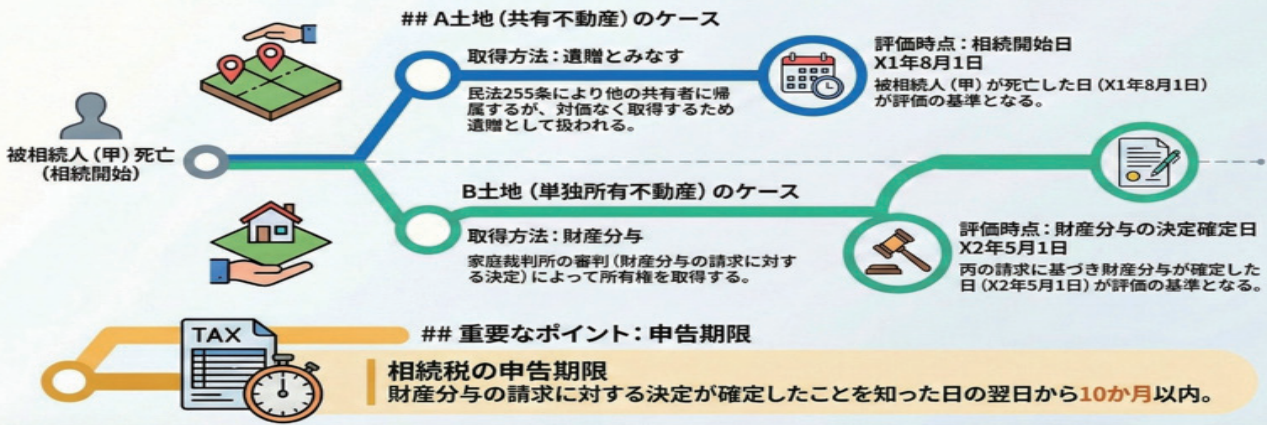 ## A土地（共有不動産）のケース
取得方法：遺贈とみなす
民法255条により他の共有者に帰
属するが、対価なく取得するため
遺贈として扱われる。
評価時点：相続開始日
X1年8月1日
被相続人（甲）が死亡した日（X1年8月1日）
が評価の基準となる。
被相続人（甲）死亡
（相続開始）
B土地（単独所有不動産）のケース
取得方法：財産分与
家庭裁判所の審判（財産分与の請求に対す
る決定）によって所有権を取得する。
評価時点：財産分与の決定確定日
X2年5月1日
丙の請求に基づき財産分与が確定した
日（X2年5月1日）が評価の基準となる。
TAX
## 重要なポイント：申告期限
相続税の申告期限
財産分与の請求に対する決定が確定したことを知った日の翌日から10か月以内。